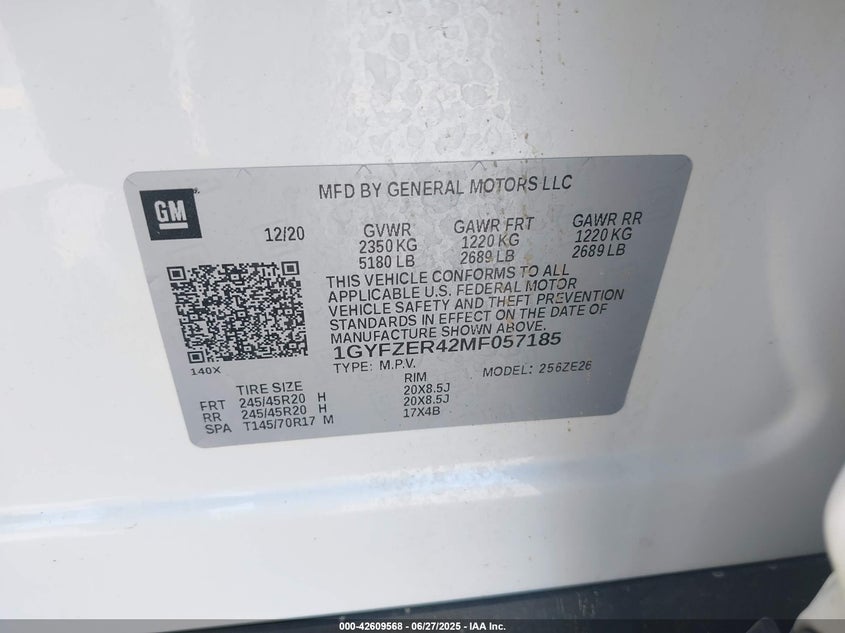 MFD BY GENERAL MOTORS LLC
GM
12/20 GVWR GAWR FRT GAWR RR
2350 KG 1220 KG 1220 KG
5180 LB 2689 LB 2689 LB
THIS VEHICLE CONFORMS TO ALL
APPLICABLE U.S. FEDERAL MOTOR
VEHICLE SAFETY AND THEFT PREVENTION
STANDARDS IN EFFECT ON THE DATE OF
MANUFACTURE SHOWN ABOVE.
1GYFZER42MF057185
140X TYPE: M.P.V. MODEL: 256ZE26
TIRE SIZE RIM
FRT 245/45R20 H 20X8.5J
RR 245/45R20 H 20X8.5J
SPA T145/70R17 M 17X4B
000-42609568 - 06/27/2025 - IAA Inc.